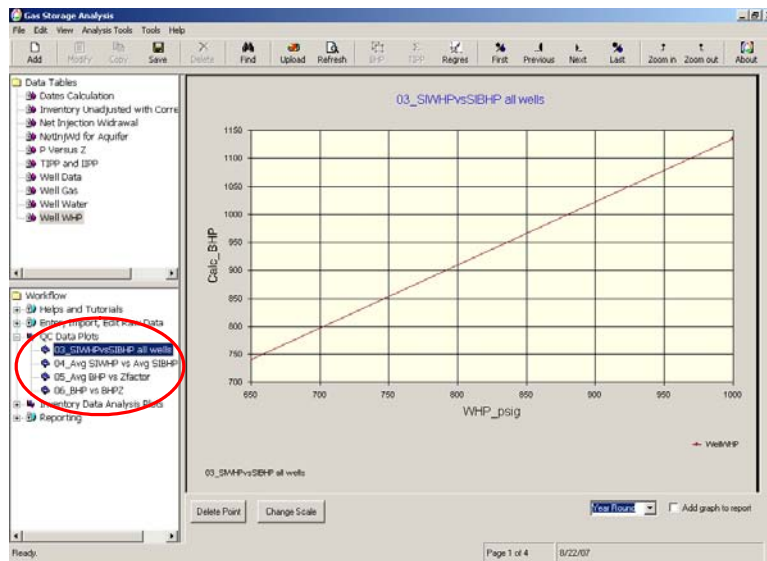 Gas Storage Analysis
File Edit View Analysis Tools Tools Help
Add Modify Copy Save Delete Find Upload Refresh BHP TIPP Regres First Previous Next Last Zoom in Zoom out About
Data Tables
Dates Calculation
Inventory Unadjusted with Corre
Net Injection Widrawal
NetInjWd for Aquifer
P Versus Z
TIPP and IIPP
Well Data
Well Gas
Well Water
Well WHP
Workflow
Helps and Tutorials
Enter, Import, Edit Raw Data
QC Data Plots
03_SIWHPvsSIBHP all wells
04_Avg SIWHP vs Avg SIBHP
05_Avg BHP vs Zfactor
06_BHP vs BHPZ
Inventory Data Analysis Plots
Reporting
03_SIWHPvsSIBHP all wells
Calc_BHP
1150
1100
1050
1000
950
900
850
800
750
700
650 700 750 800 850 900 950 1000
WHP_psig
WellWHP
03_SIWHPvsSIBHP all wells
Delete Point Change Scale Year Round Add graph to report
Ready. Page 1 of 4 8/22/07